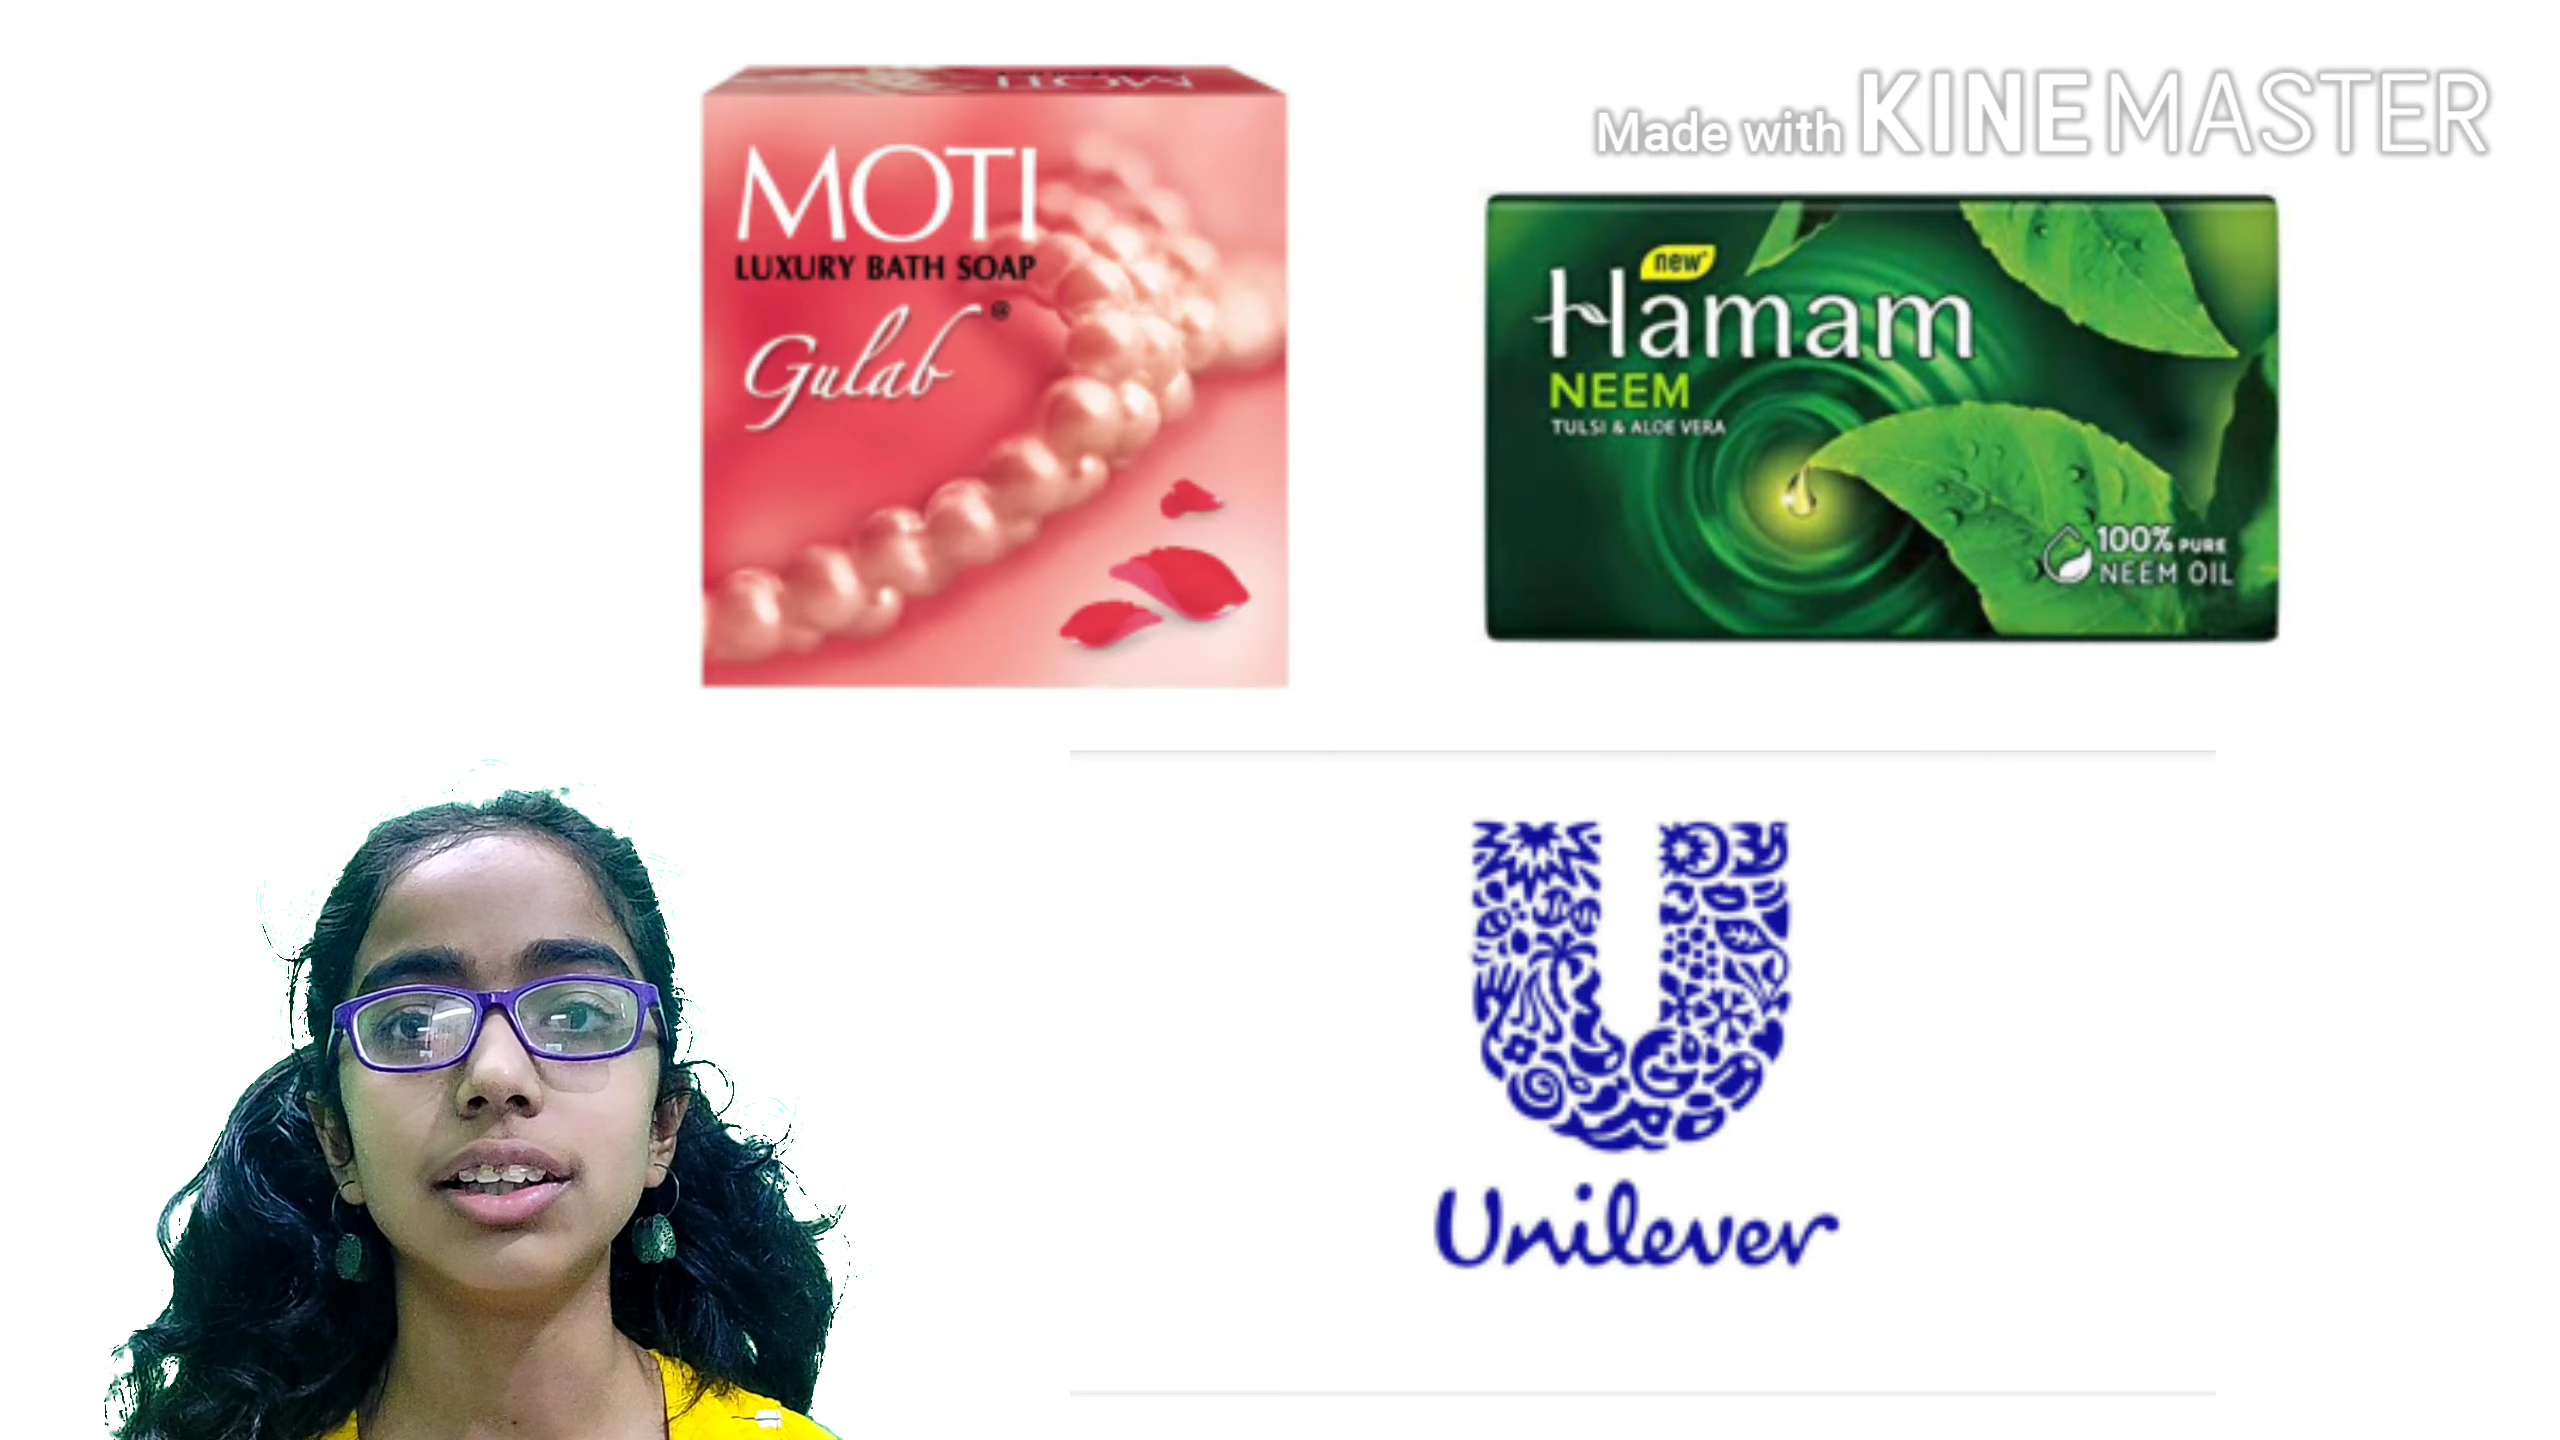 MOTI
MOTI
LUXURY BATH SOAP
Gulab
®
Made with KINEMASTER
new
Hamam
NEEM
TULSI & ALOE VERA
100% PURE
NEEM OIL
Unilever